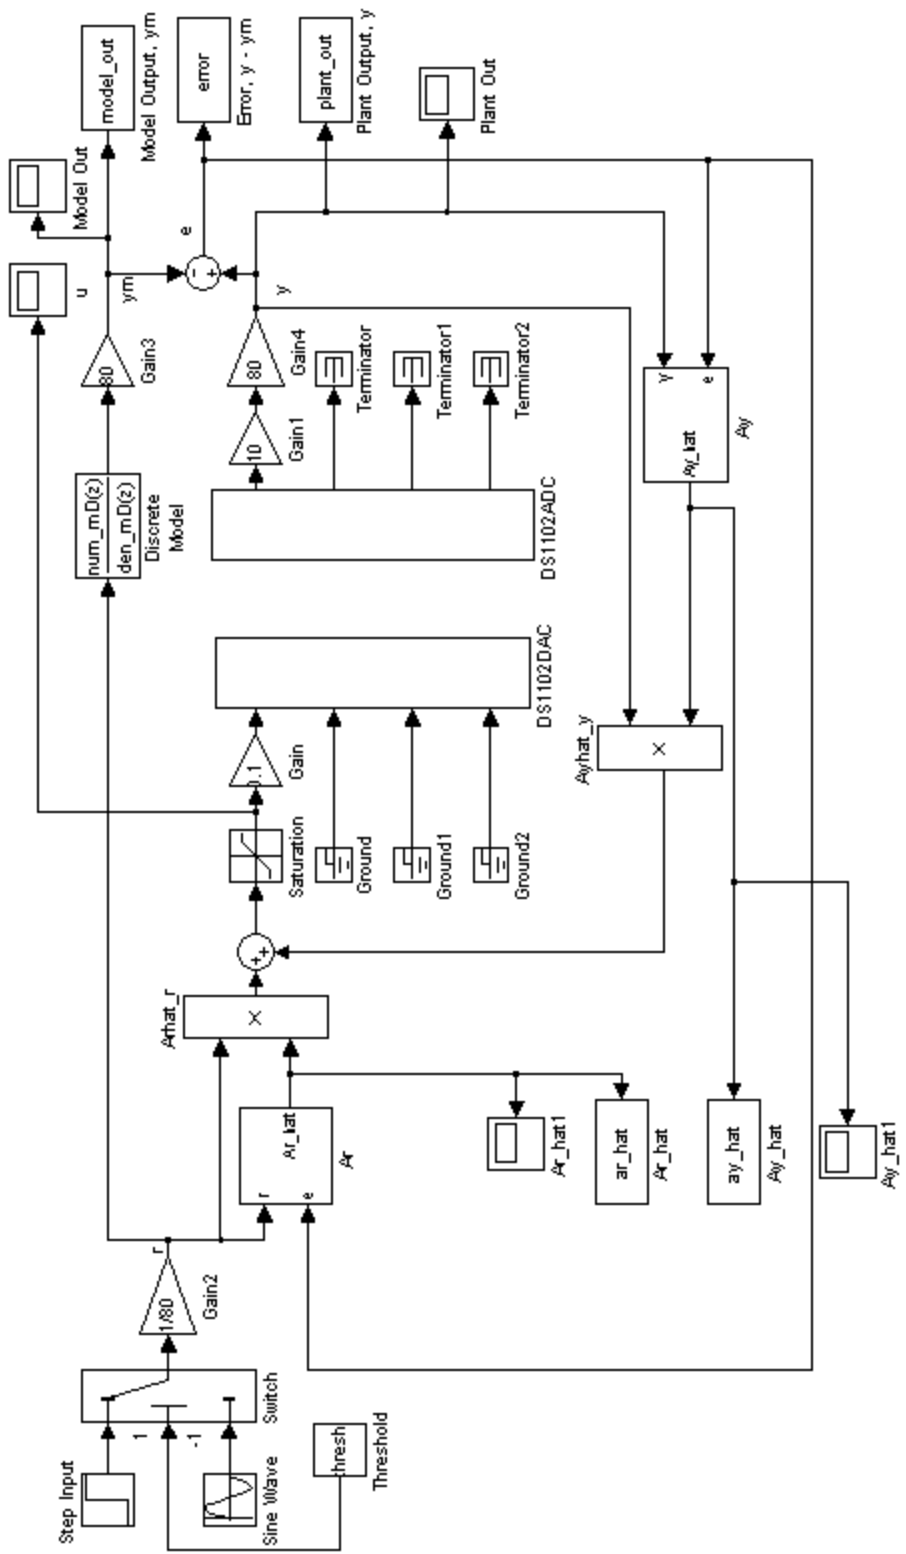 Step Input
1
-1
Sine Wave
Switch
thresh
Threshold
1/80
Gain2
r
r
e
Ar_hat
Ar
Arhat_r
×
Ar_hat1
ar_hat
Ar_hat
ay_hat
Ay_hat
Ay_hat1
+
+
Saturation
Gain
Ground
Ground1
Ground2
DS1102DAC
Ayhat_y
×
u
num_mD(z)
den_mD(z)
Discrete
Model
80
Gain3
ym
Model Out
model_out
Model Output, ym
DS1102ADC
10
Gain1
80
Gain4
y
Terminator
Terminator1
Terminator2
-
+
e
error
Error, y - ym
plant_out
Plant Output, y
Plant Out
y
e
Ay_hat
Ay